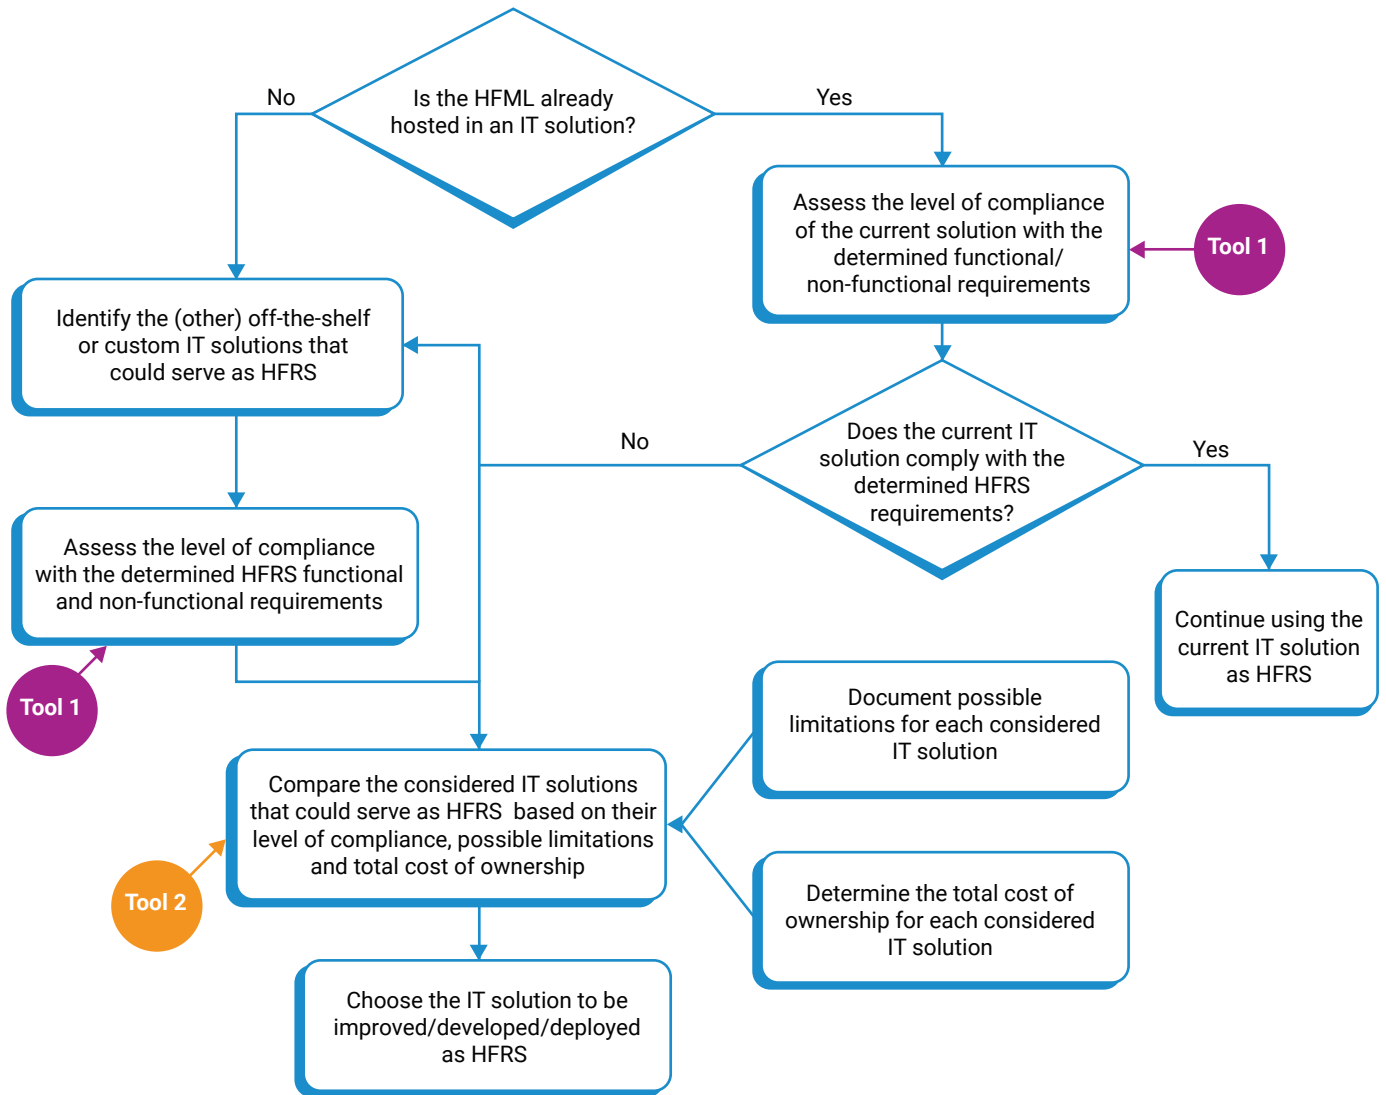 Is the HFML already
hosted in an IT solution?
No
Yes
Assess the level of compliance
of the current solution with the
determined functional/
non-functional requirements
Tool 1
Identify the (other) off-the-shelf
or custom IT solutions that
could serve as HFRS
Does the current IT
solution comply with the
determined HFRS
requirements?
No
Yes
Assess the level of compliance
with the determined HFRS functional
and non-functional requirements
Tool 1
Continue using the
current IT solution
as HFRS
Document possible
limitations for each considered
IT solution
Compare the considered IT solutions
that could serve as HFRS based on their
level of compliance, possible limitations
and total cost of ownership
Tool 2
Determine the total cost of
ownership for each considered
IT solution
Choose the IT solution to be
improved/developed/deployed
as HFRS